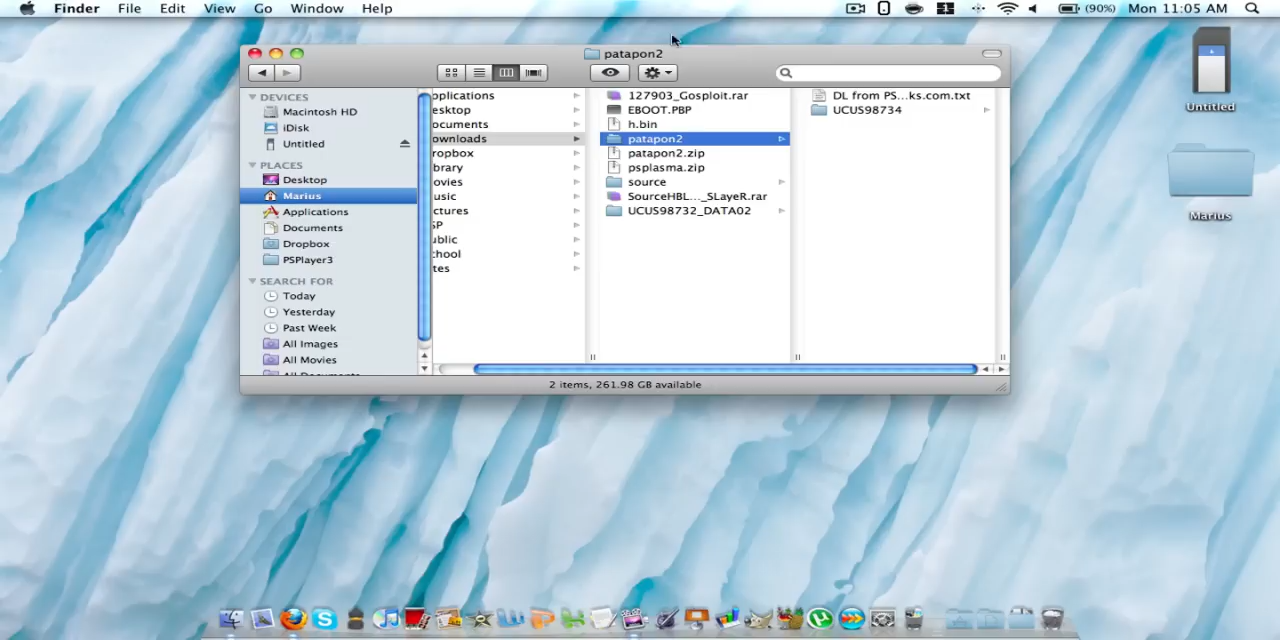 Finder File Edit View Go Window Help (90%) Mon 11:05 AM
patapon2
Untitled
Marius
DEVICES
Macintosh HD
iDisk
Untitled
PLACES
Desktop
Marius
Applications
Documents
Dropbox
PSPlayer3
SEARCH FOR
Today
Yesterday
Past Week
All Images
All Movies
All Documents
pplications
esktop
ocuments
ownloads
ropbox
brary
ovies
usic
ctures
SP
ublic
chool
tes
127903_Gosploit.rar
EBOOT.PBP
h.bin
patapon2
patapon2.zip
psplasma.zip
source
SourceHBL..._SLayeR.rar
UCUS98732_DATA02
DL from PS...ks.com.txt
UCUS98734
2 items, 261.98 GB available